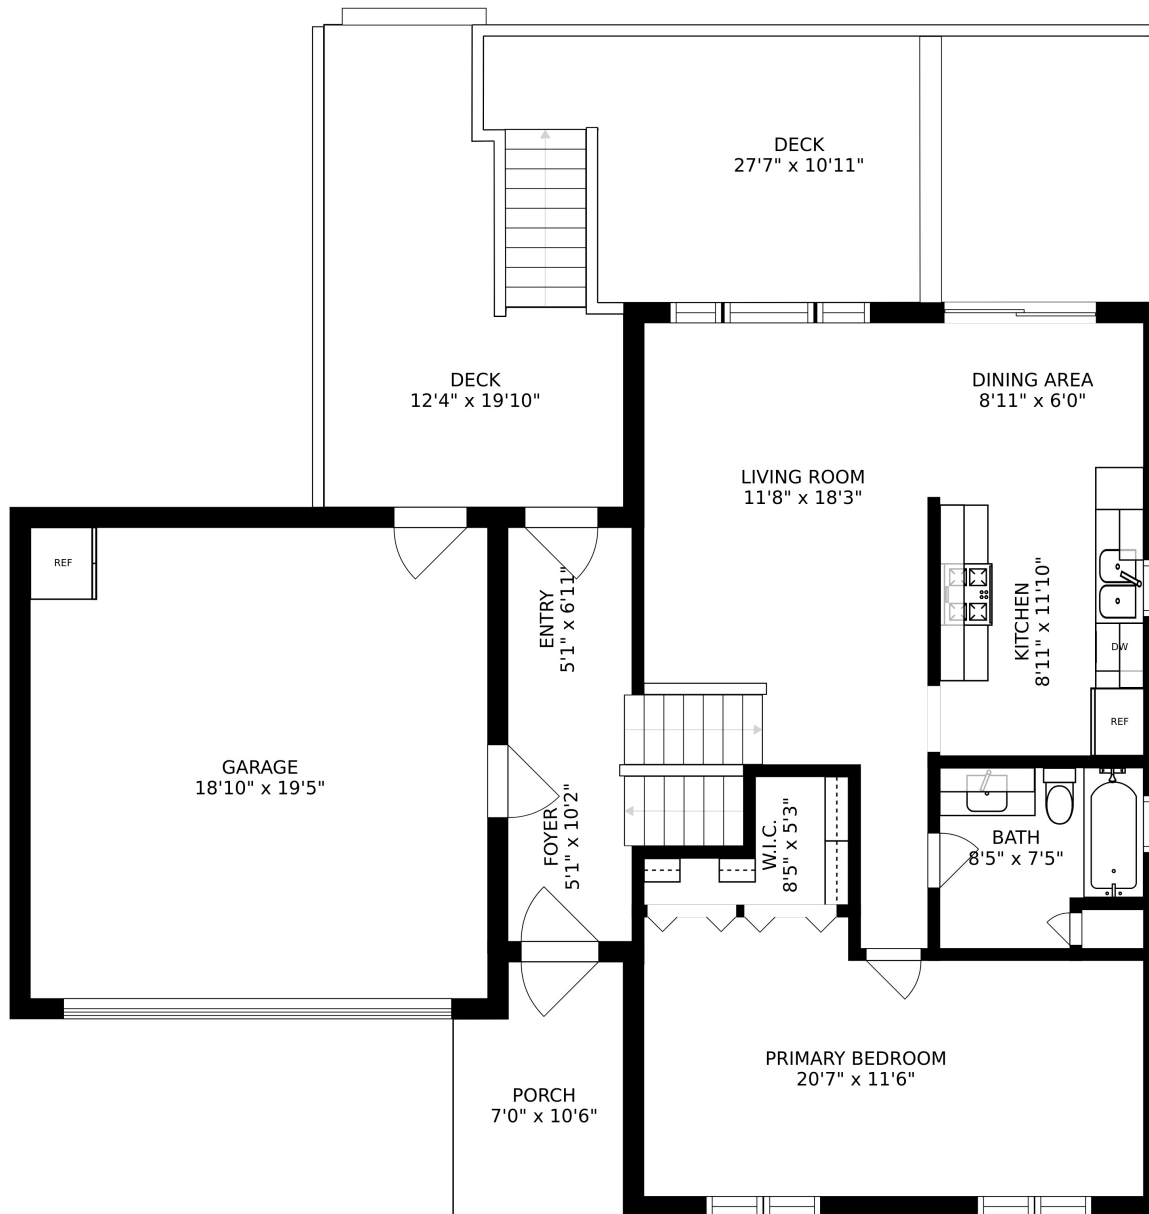 DECK
27'7" x 10'11"
DECK
12'4" x 19'10"
DINING AREA
8'11" x 6'0"
LIVING ROOM
11'8" x 18'3"
REF
ENTRY
5'1" x 6'11"
KITCHEN
8'11" x 11'10"
DW
REF
GARAGE
18'10" x 19'5"
FOYER
5'1" x 10'2"
W.I.C.
8'5" x 5'3"
BATH
8'5" x 7'5"
PRIMARY BEDROOM
20'7" x 11'6"
PORCH
7'0" x 10'6"